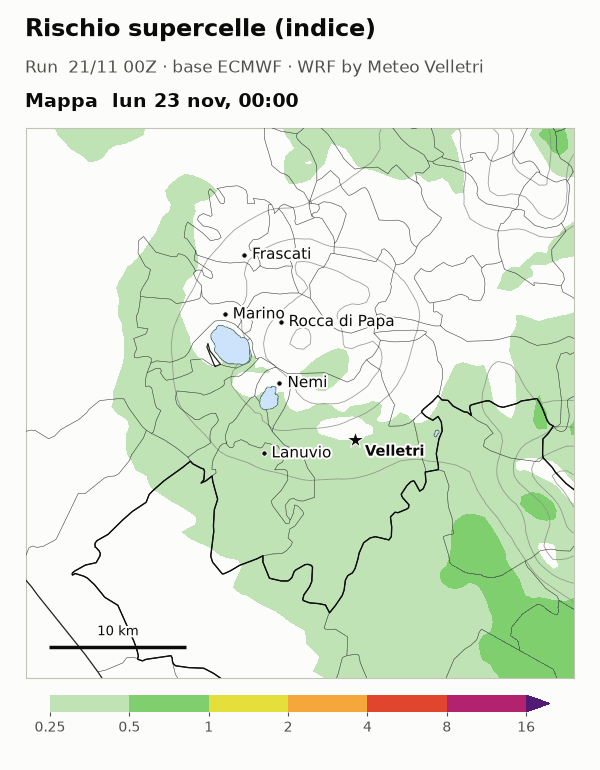 Rischio supercelle (indice)
Run 21/11 00Z · base ECMWF · WRF by Meteo Velletri
Mappa lun 23 nov, 00:00
Frascati
Marino
Rocca di Papa
Nemi
Velletri
Lanuvio
10 km
0.25 0.5 1 2 4 8 16